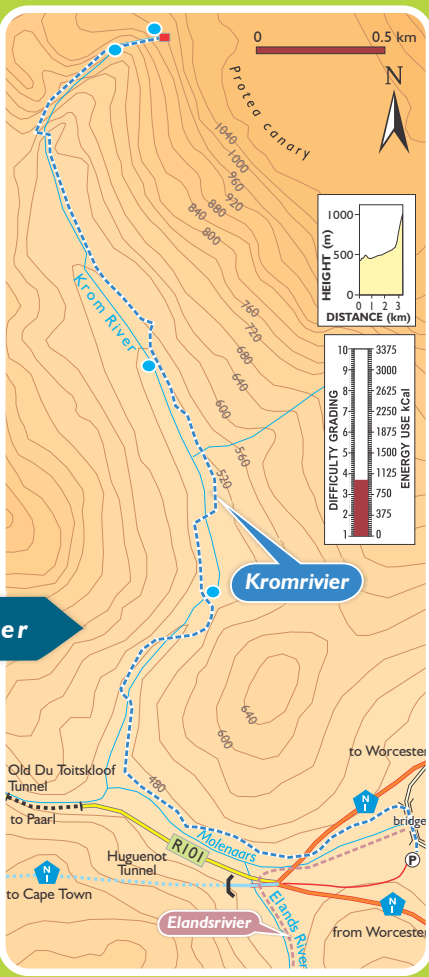 0 0.5 km
N
Protea canary
1040
1000
960
920
880
840
800
760
720
680
640
600
560
520
1000
500
0
HEIGHT (m)
0 1 2 3
DISTANCE (km)
10 3375
9 3000
8 2625
7 2250
6 1875
5 1500
4 1125
3 750
2 375
1 0
DIFFICULTY GRADING
ENERGY USE kCal
Krom River
Kromrivier
er
640
600
480
to Worcester
Old Du Toitskloof
Tunnel
to Paarl
N
1
bridge
R101
Molenaars
Huguenot
Tunnel
P
N
1
to Cape Town
N
1
Elandsrivier
Elands River
from Worcester